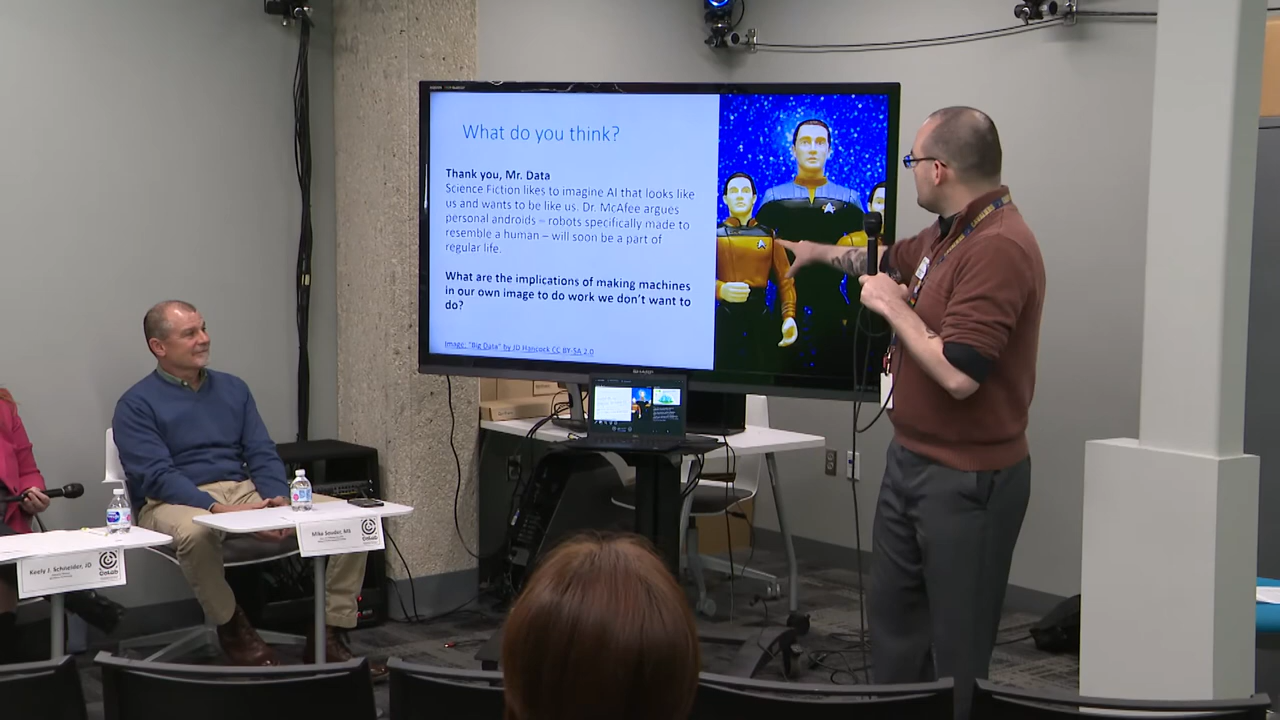 What do you think?
Thank you, Mr. Data
Science Fiction likes to imagine AI that looks like
us and wants to be like us. Dr. McAfee argues
personal androids – robots specifically made to
resemble a human – will soon be a part of
regular life.
What are the implications of making machines
in our own image to do work we don't want to
do?
Image: "Big Data" by JD Hancock CC BY-SA 2.0
SHARP
Mike Souder, MS
CoLab
Keely J. Schneider, JD
CoLab